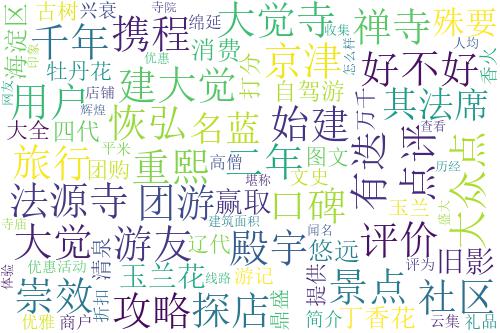 海淀区
古树
兴衰
寺院
绵延
大觉寺
禅寺
收集
怎么样
人均
殊要
千年
携程
消费
打分
京津
好不好
香火
网友
印象
牡丹花
店铺
优惠
建大觉
自驾游
用户
辉煌
恢弘
名蓝
始建
万千
其法席
查看
大全
四代
平米
重熙
二年
图文
有迭
点评
大众点
旅行
团购
高僧
堪称
文史
历经
法源寺
团游
赢取
口碑
玉兰
盛大
寺庙
大觉
游友
建筑面积
殿宇
悠远
闻名
评价
旧影
体验
优惠活动
清泉
辽代
玉兰花
线路
游记
提供
景点
评为
社区
崇效
折扣
攻略
探店
鼎盛
简介
丁香花
优雅
商户
云集
礼品